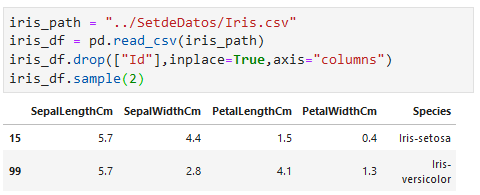 iris_path = "../SetdeDatos/Iris.csv"
iris_df = pd.read_csv(iris_path)
iris_df.drop(["Id"],inplace=True,axis="columns")
iris_df.sample(2)
SepalLengthCm SepalWidthCm PetalLengthCm PetalWidthCm Species
15 5.7 4.4 1.5 0.4 Iris-setosa
99 5.7 2.8 4.1 1.3 Iris-
versicolor